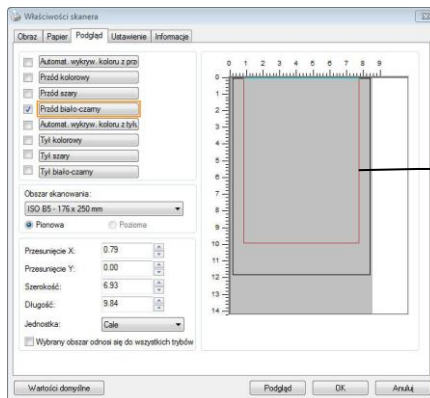 Właściwości skanera
Obraz Papier Podgląd Ustawienie Informacje
Automat. wykryw. koloru z prz
Przód kolorowy
Przód szary
Przód biało-czarny
Automat. wykryw. koloru z tyłu
Tył kolorowy
Tył szary
Tył biało-czarny
Obszar skanowania:
ISO B5 - 176 x 250 mm
Pionowa Pozioma
Przesunięcie X: 0.79
Przesunięcie Y: 0.00
Szerokość: 6.93
Długość: 9.84
Jednostka: Cale
Wybrany obszar odnosi się do wszystkich trybów
0 1 2 3 4 5 6 7 8 9
0
1
2
3
4
5
6
7
8
9
10
11
12
13
14
Wartości domyślne Podgląd OK Anuluj